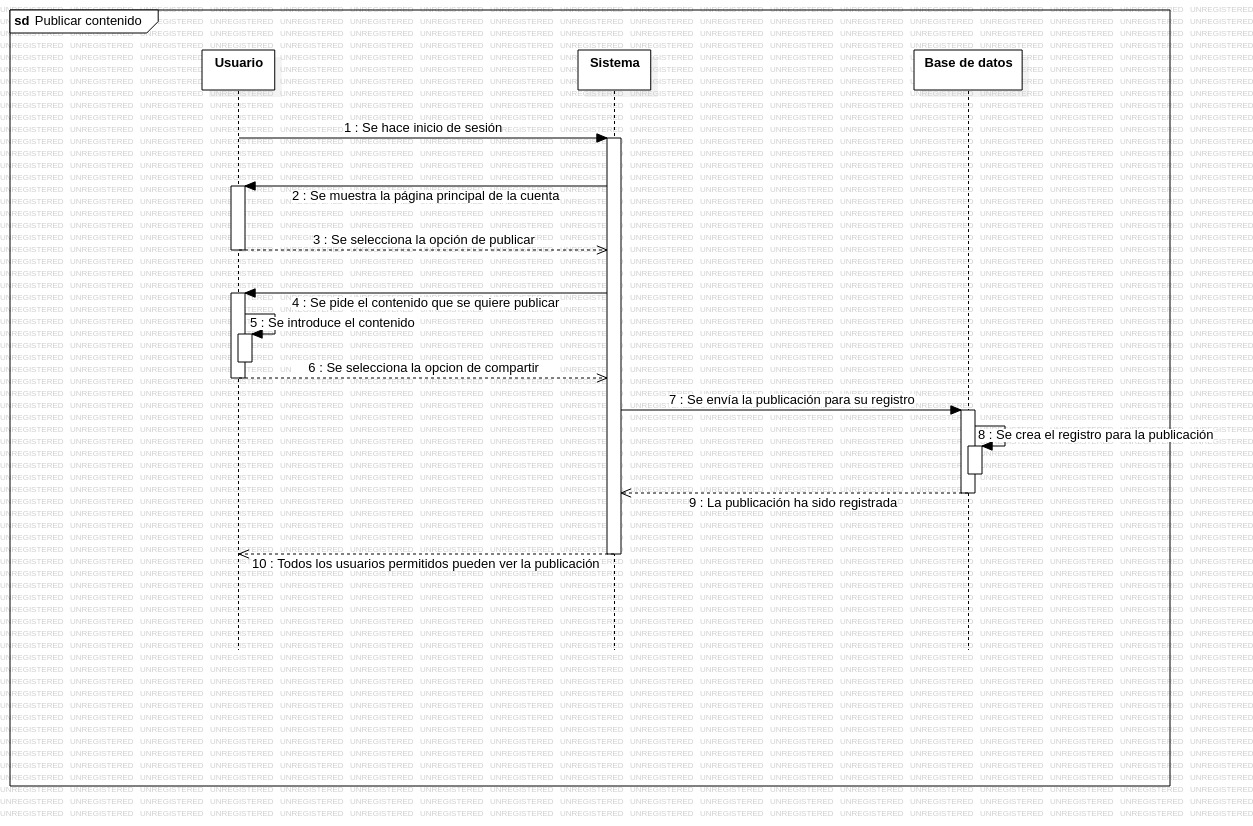 sd Publicar contenido
Usuario
Sistema
Base de datos
1 : Se hace inicio de sesión
2 : Se muestra la página principal de la cuenta
3 : Se selecciona la opción de publicar
4 : Se pide el contenido que se quiere publicar
5 : Se introduce el contenido
6 : Se selecciona la opcion de compartir
7 : Se envía la publicación para su registro
8 : Se crea el registro para la publicación
9 : La publicación ha sido registrada
10 : Todos los usuarios permitidos pueden ver la publicación
UNREGISTERED